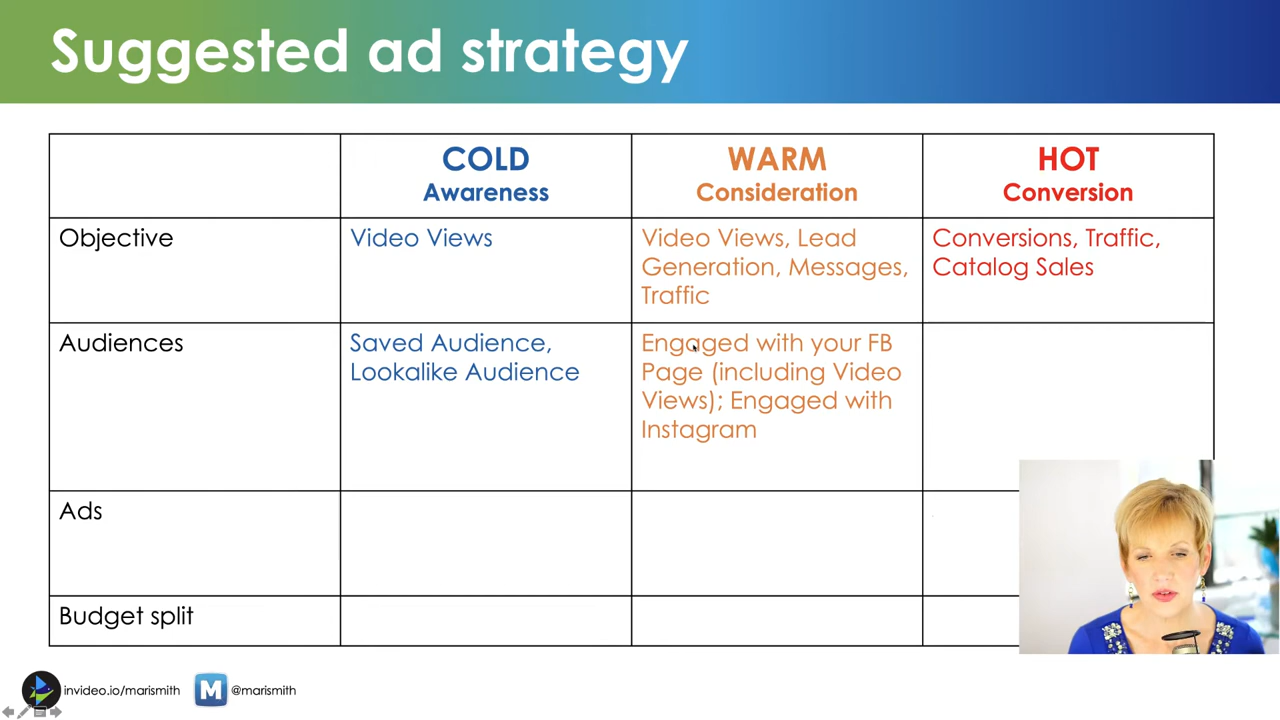 Suggested ad strategy
COLD
Awareness
WARM
Consideration
HOT
Conversion
Objective
Video Views
Video Views, Lead
Generation, Messages,
Traffic
Conversions, Traffic,
Catalog Sales
Audiences
Saved Audience,
Lookalike Audience
Engaged with your FB
Page (including Video
Views); Engaged with
Instagram
Ads
Budget split
invideo.io/marismith
M
@marismith